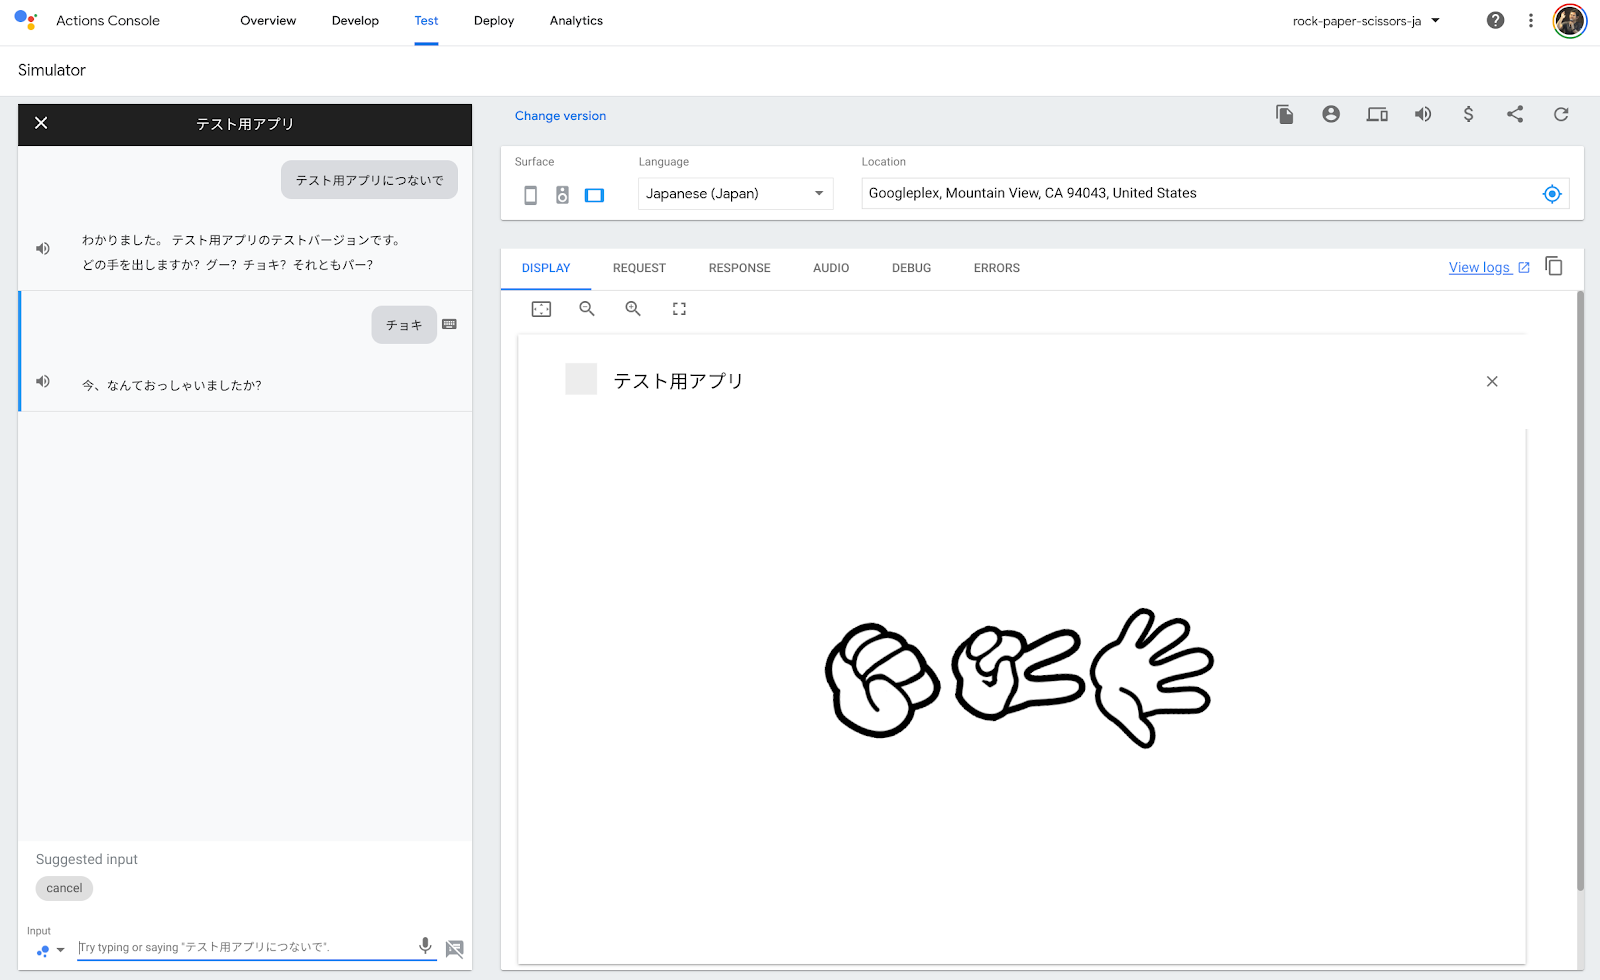 Actions Console
Overview
Develop
Test
Deploy
Analytics
rock-paper-scissors-ja
Simulator
テスト用アプリ
テスト用アプリにつないで
わかりました。 テスト用アプリのテストバージョンです。
どの手を出しますか? グー? チョキ? それともパー?
チョキ
今、なんておっしゃいましたか?
Suggested input
cancel
Input
Try typing or saying "テスト用アプリにつないで".
Change version
Surface
Language
Location
Japanese (Japan)
Googleplex, Mountain View, CA 94043, United States
DISPLAY
REQUEST
RESPONSE
AUDIO
DEBUG
ERRORS
View logs
テスト用アプリ